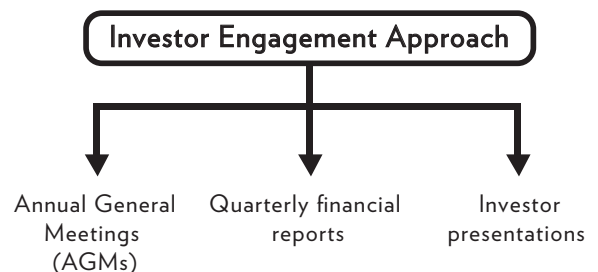 Investor Engagement Approach
Annual General
Meetings
(AGMs)
Quarterly financial
reports
Investor
presentations